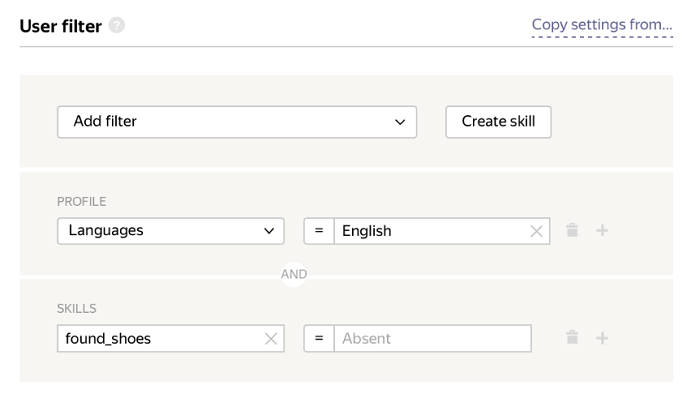 User filter ? Copy settings from...
Add filter Create skill
PROFILE
Languages = English
AND
SKILLS
found_shoes = Absent